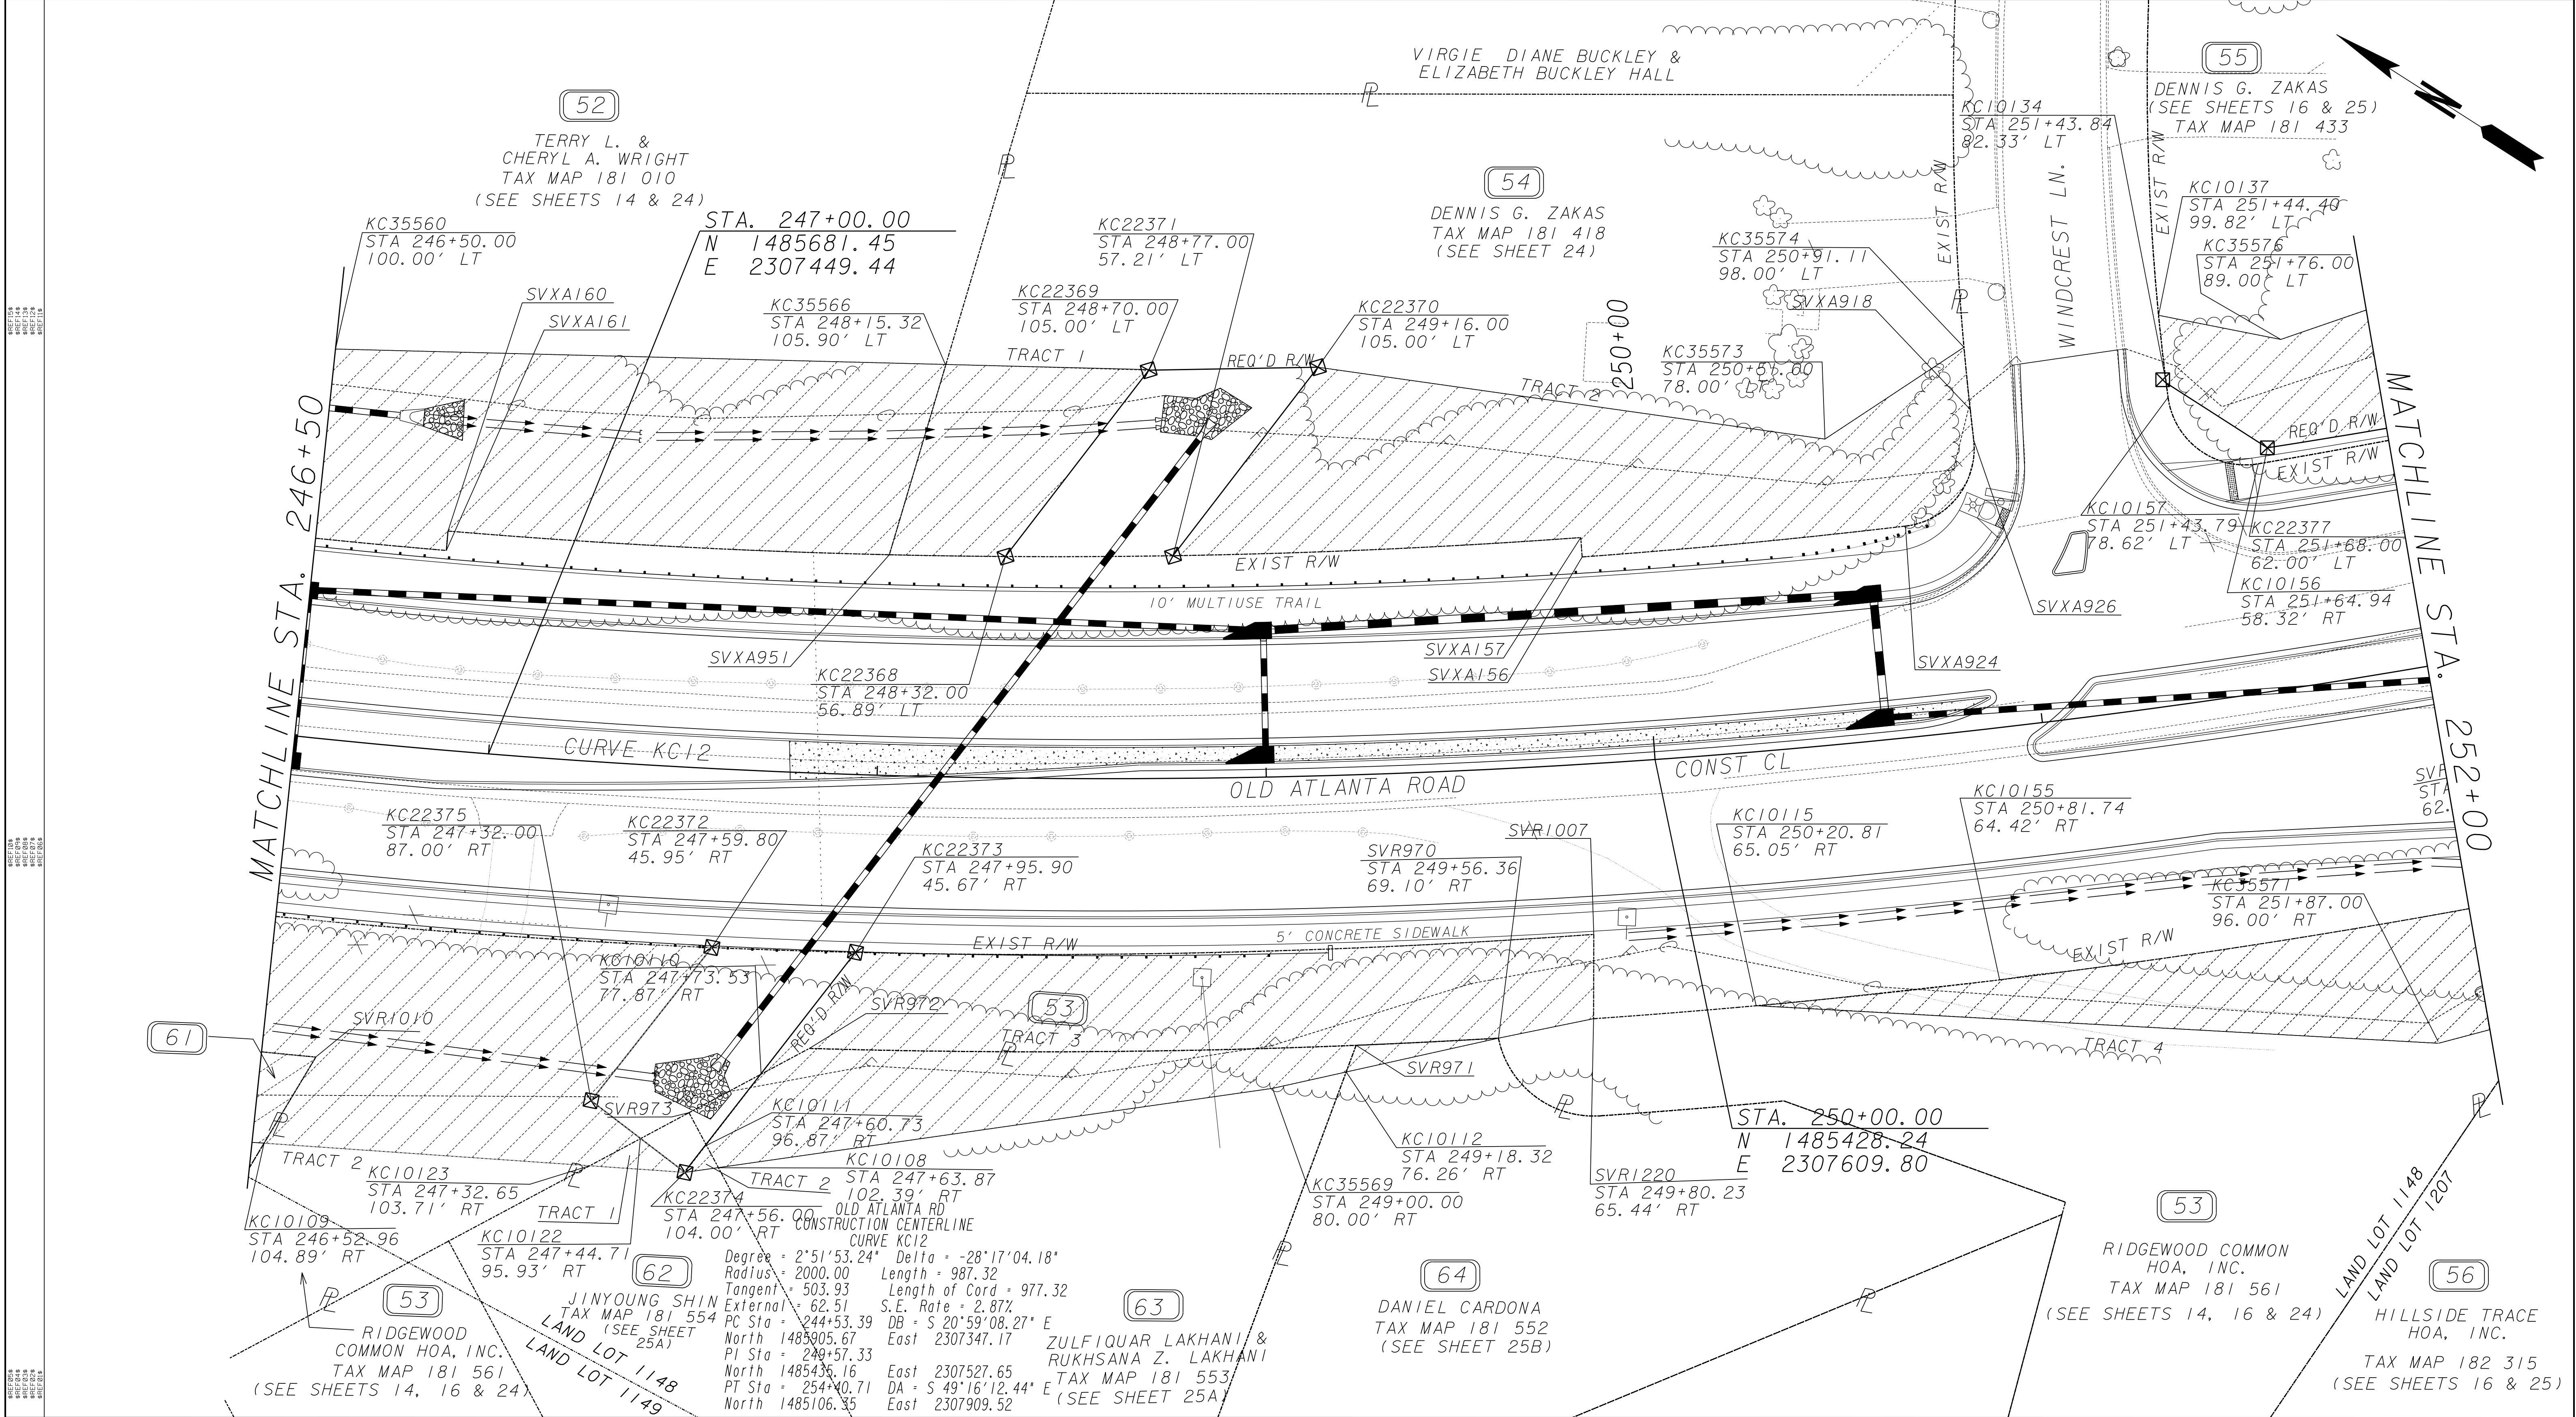 VIRGIE DIANE BUCKLEY &
ELIZABETH BUCKLEY HALL
55
DENNIS G. ZAKAS
(SEE SHEETS 16 & 25)
TAX MAP 181 433
N
52
TERRY L. &
CHERYL A. WRIGHT
TAX MAP 181 010
(SEE SHEETS 14 & 24)
KC10134
STA 251+43.84
82.33' LT
54
DENNIS G. ZAKAS
TAX MAP 181 418
(SEE SHEET 24)
EXIST R/W
WINDCREST LN.
EXIST R/W
KC10137
STA 251+44.40
99.82' LT
KC35576
STA 251+76.00
89.00' LT
KC35560
STA 246+50.00
100.00' LT
STA. 247+00.00
N 1485681.45
E 2307449.44
KC22371
STA 248+77.00
57.21' LT
KC35574
STA 250+91.11
98.00' LT
SVXA160
SVXA161
KC35566
STA 248+15.32
105.90' LT
KC22369
STA 248+70.00
105.00' LT
KC22370
STA 249+16.00
105.00' LT
250+00
SVXA918
KC35573
STA 250+51.00
78.00' LT
TRACT 1
REQ'D R/W
TRACT 2
MATCHLINE STA. 246+50
MATCHLINE STA. 252+00
REQ'D R/W
EXIST R/W
KC10157
STA 251+43.79
78.62' LT
KC22377
STA 251+68.00
62.00' LT
KC10156
STA 251+64.94
58.32' RT
EXIST R/W
10' MULTIUSE TRAIL
SVXA926
SVXA951
KC22368
STA 248+32.00
56.89' LT
SVXA157
SVXA156
SVXA924
CURVE KC12
OLD ATLANTA ROAD
CONST CL
KC22375
STA 247+32.00
87.00' RT
KC22372
STA 247+59.80
45.95' RT
KC22373
STA 247+95.90
45.67' RT
SVR970
STA 249+56.36
69.10' RT
SVR1007
KC10115
STA 250+20.81
65.05' RT
KC10155
STA 250+81.74
64.42' RT
KC35571
STA 251+87.00
96.00' RT
62.
EXIST R/W
5' CONCRETE SIDEWALK
EXIST R/W
KC10110
STA 247+73.53
77.87' RT
REQ'D R/W
SVR972
53
TRACT 3
TRACT 4
61
SVR1010
SVR973
SVR971
KC10111
STA 247+60.73
96.87' RT
KC10112
STA 249+18.32
76.26' RT
STA. 250+00.00
N 1485428.24
E 2307609.80
TRACT 2
KC10123
STA 247+32.65
103.71' RT
KC10108
STA 247+63.87
102.39' RT
TRACT 2
KC22374
STA 247+56.00
104.00' RT
KC35569
STA 249+00.00
80.00' RT
SVR1220
STA 249+80.23
65.44' RT
KC10109
STA 246+52.96
104.89' RT
TRACT 1
KC10122
STA 247+44.71
95.93' RT
OLD ATLANTA RD
CONSTRUCTION CENTERLINE
CURVE KC12
Degree = 2°51'53.24" Delta = -28°17'04.18"
Radius = 2000.00 Length = 987.32
Tangent = 503.93 Length of Cord = 977.32
External = 62.51 S.E. Rate = 2.87%
PC Sta = 244+53.39 DB = S 20°59'08.27" E
North 1485905.67 East 2307347.17
PI Sta = 249+57.33
North 1485435.16 East 2307527.65
PT Sta = 254+40.71 DA = S 49°16'12.44" E
North 1485106.35 East 2307909.52
53
RIDGEWOOD
COMMON HOA, INC.
TAX MAP 181 561
(SEE SHEETS 14, 16 & 24)
62
JINYOUNG SHIN
TAX MAP 181 554
(SEE SHEET
25A)
LAND LOT 1148
LAND LOT 1149
63
ZULFIQUAR LAKHANI &
RUKHSANA Z. LAKHANI
TAX MAP 181 553
(SEE SHEET 25A)
64
DANIEL CARDONA
TAX MAP 181 552
(SEE SHEET 25B)
53
RIDGEWOOD COMMON
HOA, INC.
TAX MAP 181 561
(SEE SHEETS 14, 16 & 24)
LAND LOT 1148
LAND LOT 1207
56
HILLSIDE TRACE
HOA, INC.
TAX MAP 182 315
(SEE SHEETS 16 & 25)